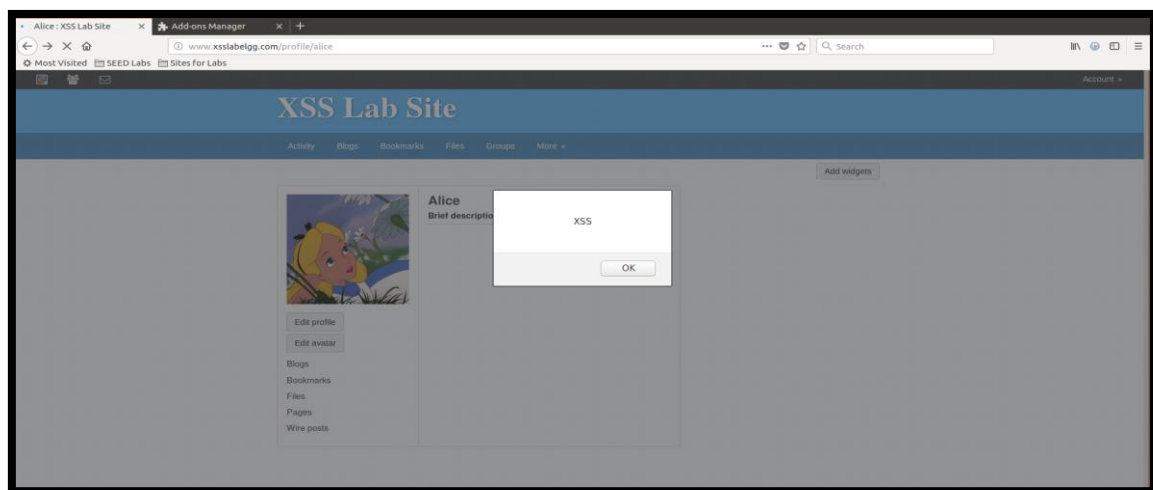 Alice : XSS Lab Site × Add-ons Manager × +
www.xsslabelgg.com/profile/alice ••• Search
Most Visited SEED Labs Sites for Labs
Account »
XSS Lab Site
Activity Blogs Bookmarks Files Groups More »
Add widgets
Alice
Brief descriptio
XSS
OK
Edit profile
Edit avatar
Blogs
Bookmarks
Files
Pages
Wire posts